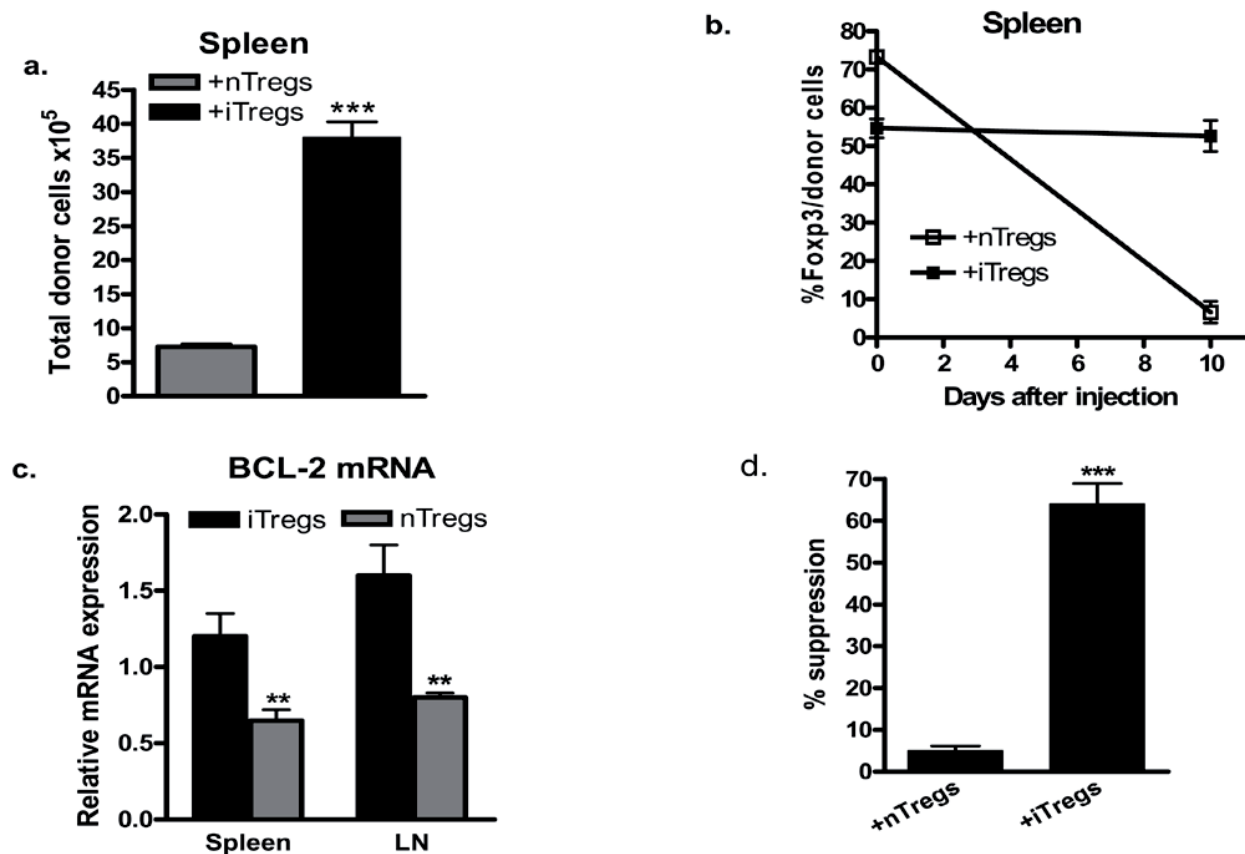 a.
Spleen
+nTregs
+iTregs
***
Total donor cells x10⁵
45
40
35
30
25
20
15
10
5
0
b.
Spleen
%Foxp3/donor cells
80
70
60
50
40
30
20
10
0
+nTregs
+iTregs
0 2 4 6 8 10
Days after injection
c.
BCL-2 mRNA
iTregs nTregs
Relative mRNA expression
2.0
1.5
1.0
0.5
0.0
**
**
Spleen LN
d.
% suppression
70
60
50
40
30
20
10
0
***
+nTregs
+iTregs